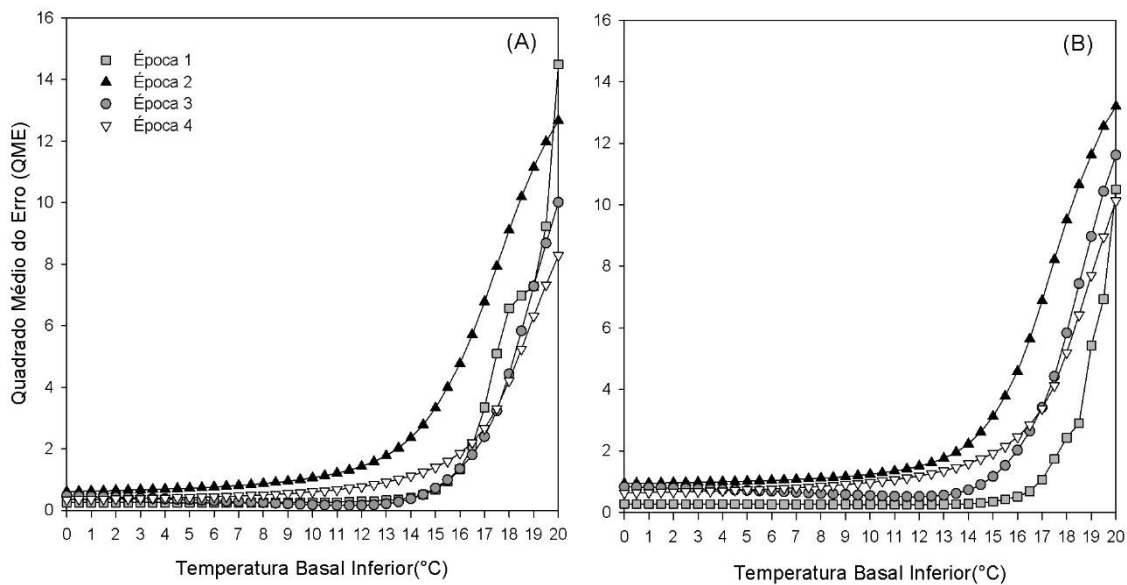 (A)
Época 1
Época 2
Época 3
Época 4
Quadrado Médio do Erro (QME)
16
14
12
10
8
6
4
2
0
0 1 2 3 4 5 6 7 8 9 10 11 12 13 14 15 16 17 18 19 20
Temperatura Basal Inferior(°C)
(B)
16
14
12
10
8
6
4
2
0
0 1 2 3 4 5 6 7 8 9 10 11 12 13 14 15 16 17 18 19 20
Temperatura Basal Inferior(°C)